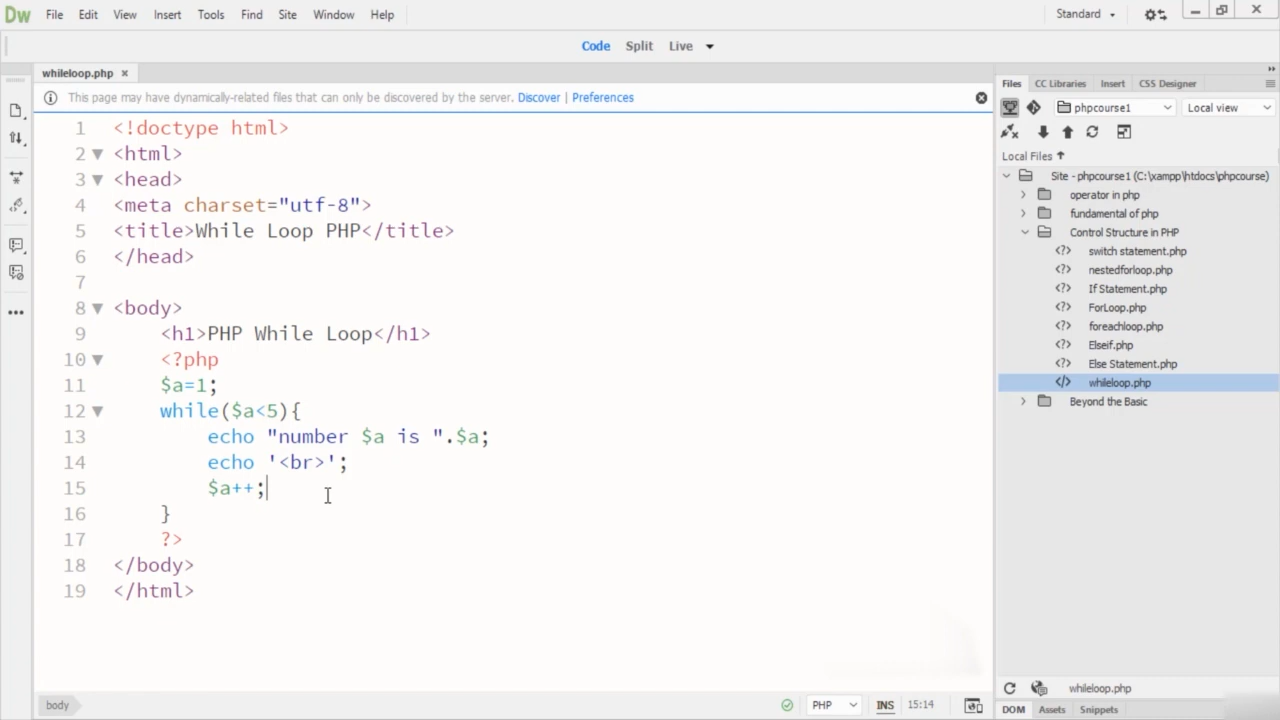 Dw File Edit View Insert Tools Find Site Window Help Standard
Code Split Live
whileloop.php ×
This page may have dynamically-related files that can only be discovered by the server. Discover | Preferences
1 <!doctype html>
2 <html>
3 <head>
4 <meta charset="utf-8">
5 <title>While Loop PHP</title>
6 </head>
7
8 <body>
9 <h1>PHP While Loop</h1>
10 <?php
11 $a=1;
12 while($a<5){
13 echo "number $a is ".$a;
14 echo '<br>';
15 $a++;
16 }
17 ?>
18 </body>
19 </html>
body PHP INS 15:14
Files CC Libraries Insert CSS Designer
phpcourse1 Local view
Local Files
Site - phpcourse1 (C:\xampp\htdocs\phpcourse)
operator in php
fundamental of php
Control Structure in PHP
switch statement.php
nestedforloop.php
If Statement.php
ForLoop.php
foreachloop.php
Elseif.php
Else Statement.php
whileloop.php
Beyond the Basic
whileloop.php
DOM Assets Snippets